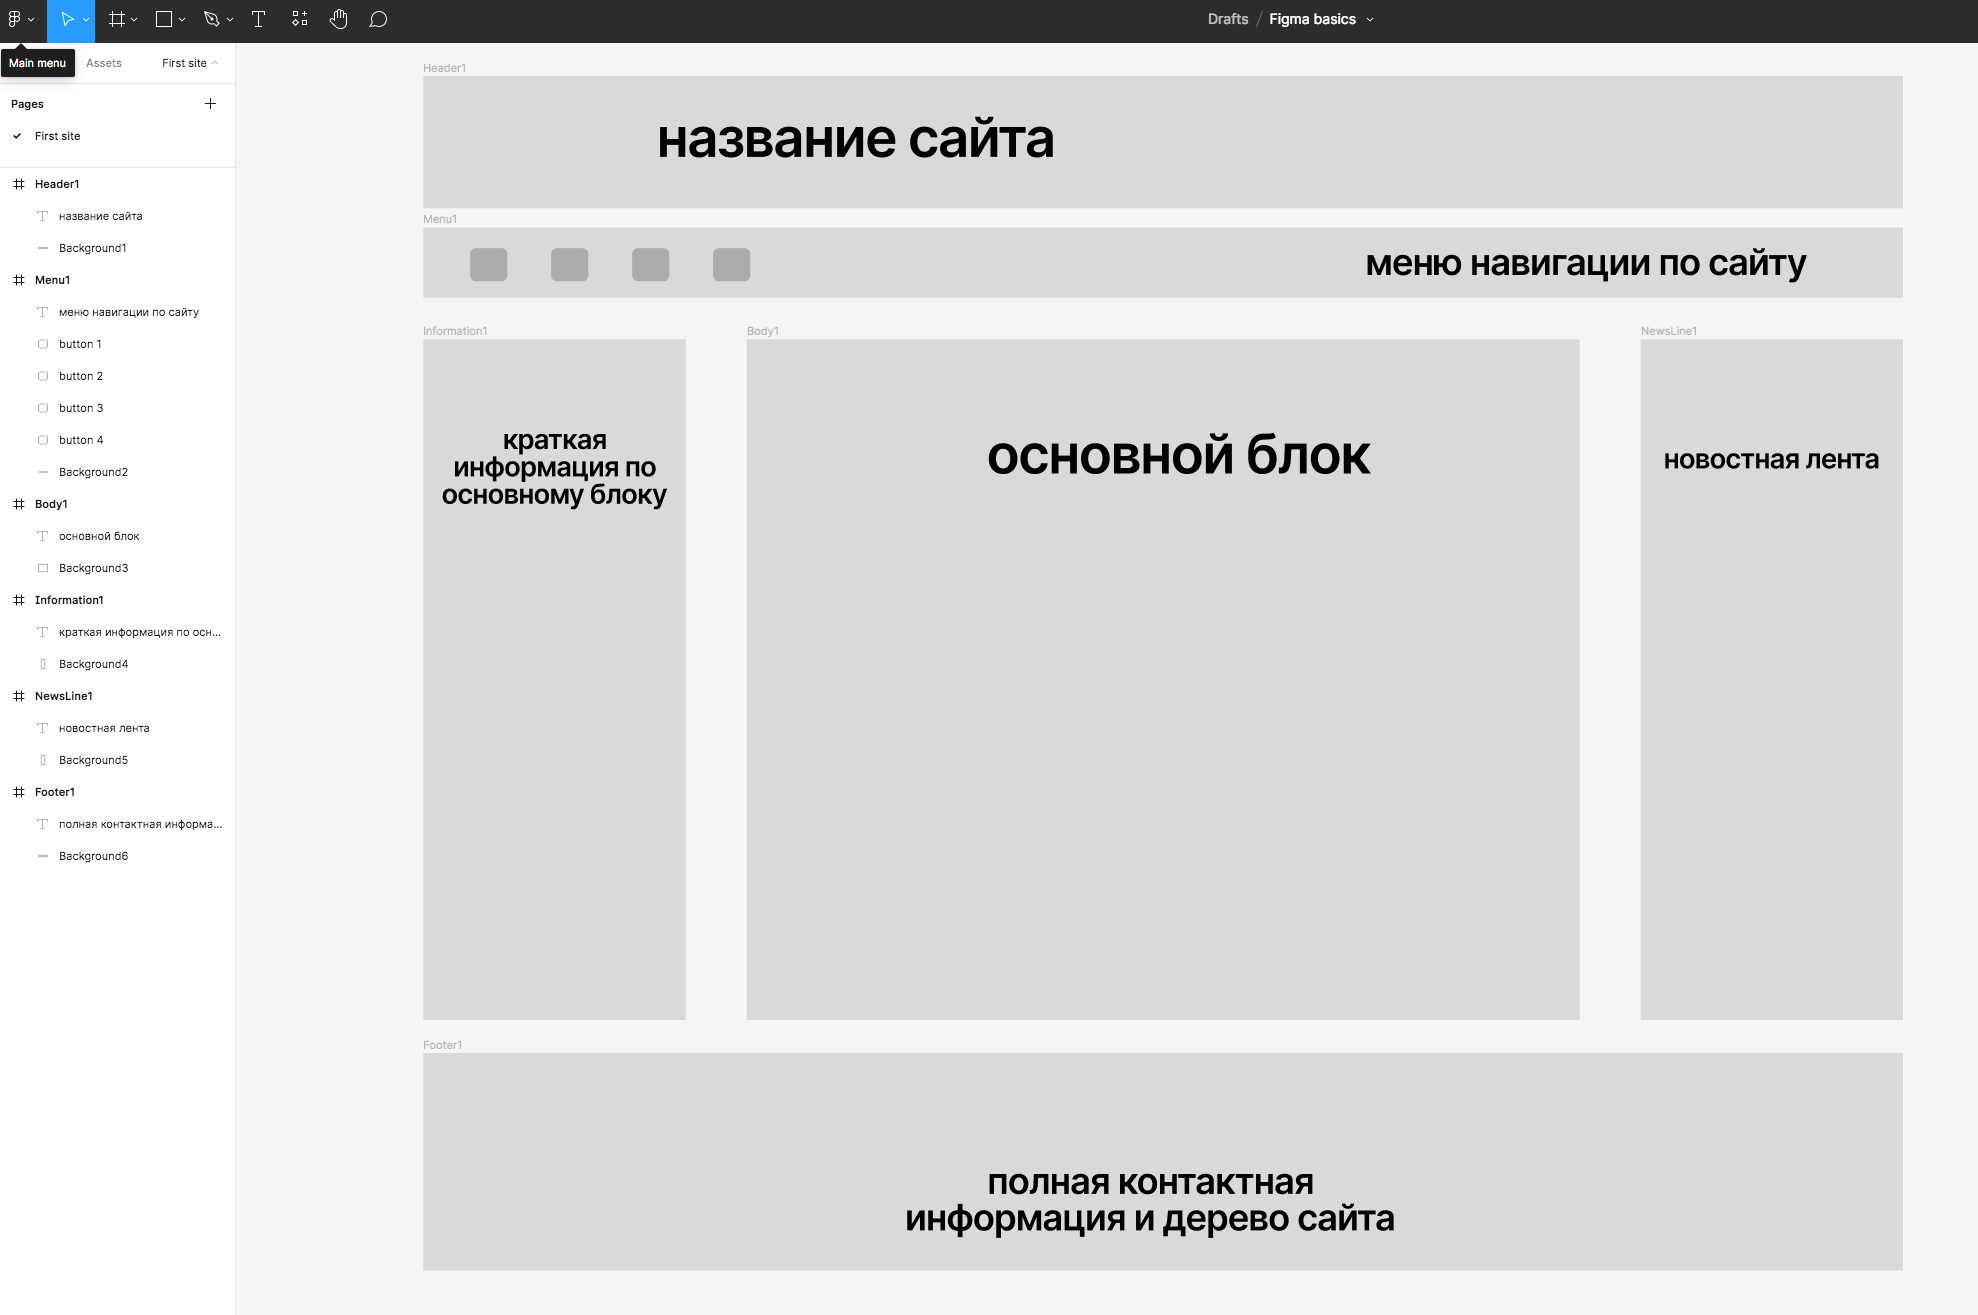 Drafts / Figma basics
Main menu
Assets
First site
Pages
First site
Header1
название сайта
Background1
Menu1
меню навигации по сайту
button 1
button 2
button 3
button 4
Background2
Body1
основной блок
Background3
Information1
краткая информация по осн...
Background4
NewsLine1
новостная лента
Background5
Footer1
полная контактная информа...
Background6
Header1
название сайта
Menu1
меню навигации по сайту
Information1
краткая
информация по
основному блоку
Body1
основной блок
NewsLine1
новостная лента
Footer1
полная контактная
информация и дерево сайта